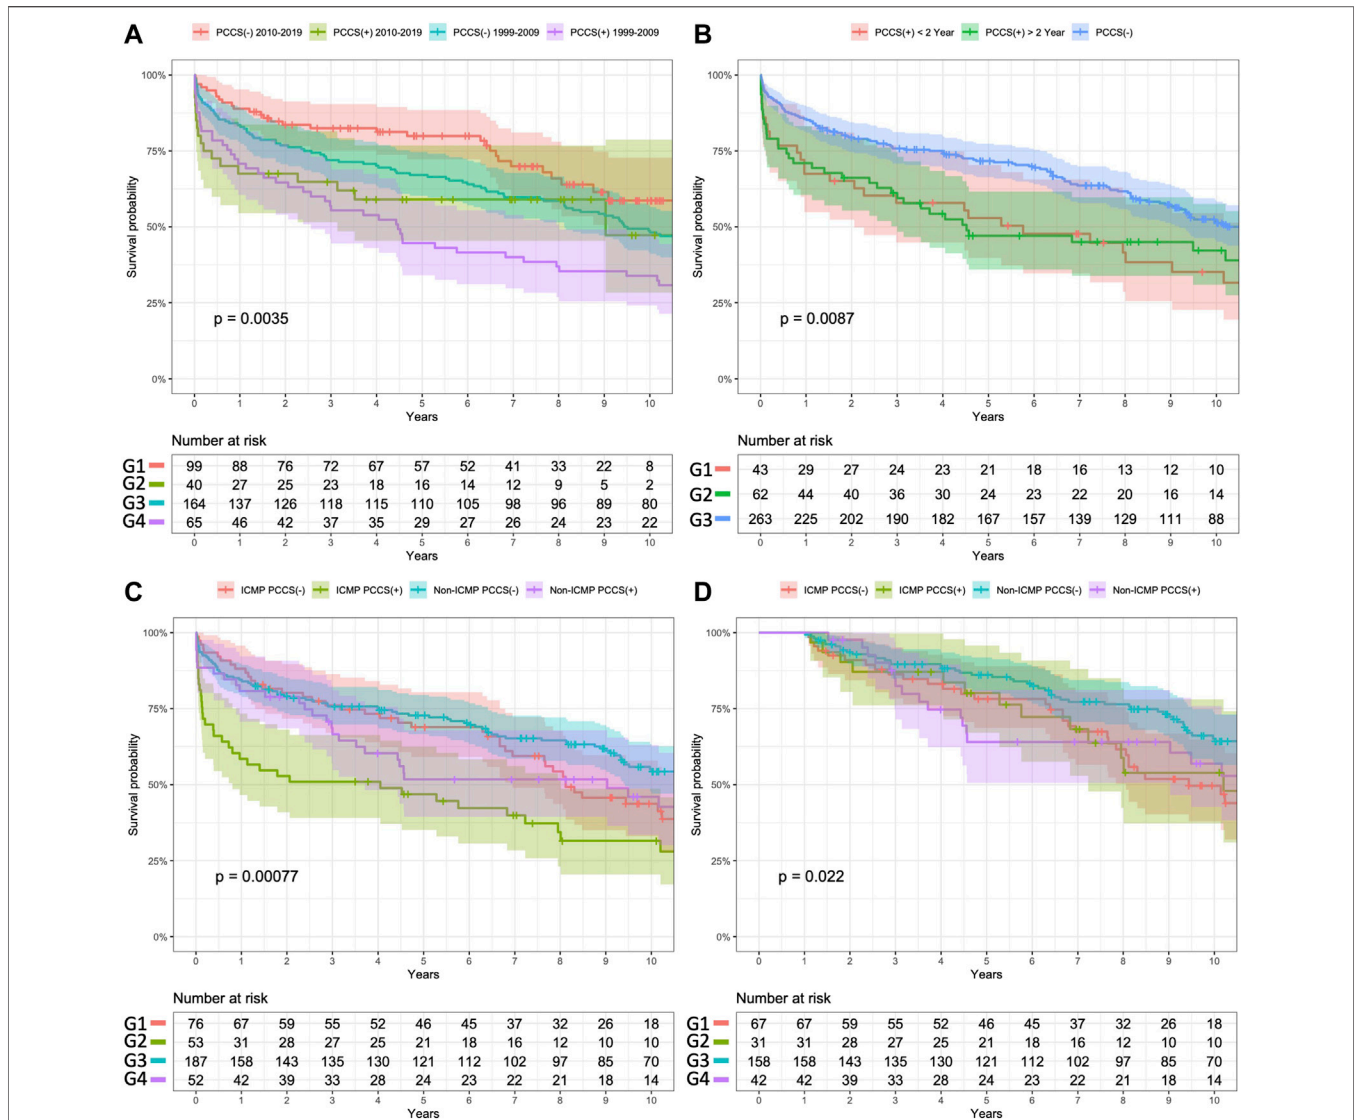 A
PCCS(-) 2010-2019 PCCS(+) 2010-2019 PCCS(-) 1999-2009 PCCS(+) 1999-2009
Survival probability
100%
75%
50%
25%
0%
p = 0.0035
0 1 2 3 4 5 6 7 8 9 10
Years
Number at risk
G1 99 88 76 72 67 57 52 41 33 22 8
G2 40 27 25 23 18 16 14 12 9 5 2
G3 164 137 126 118 115 110 105 98 96 89 80
G4 65 46 42 37 35 29 27 26 24 23 22
0 1 2 3 4 5 6 7 8 9 10
Years
B
PCCS(+) < 2 Year PCCS(+) > 2 Year PCCS(-)
Survival probability
100%
75%
50%
25%
0%
p = 0.0087
0 1 2 3 4 5 6 7 8 9 10
Years
Number at risk
G1 43 29 27 24 23 21 18 16 13 12 10
G2 62 44 40 36 30 24 23 22 20 16 14
G3 263 225 202 190 182 167 157 139 129 111 88
0 1 2 3 4 5 6 7 8 9 10
Years
C
ICMP PCCS(-) ICMP PCCS(+) Non-ICMP PCCS(-) Non-ICMP PCCS(+)
Survival probability
100%
75%
50%
25%
0%
p = 0.00077
0 1 2 3 4 5 6 7 8 9 10
Years
Number at risk
G1 76 67 59 55 52 46 45 37 32 26 18
G2 53 31 28 27 25 21 18 16 12 10 10
G3 187 158 143 135 130 121 112 102 97 85 70
G4 52 42 39 33 28 24 23 22 21 18 14
0 1 2 3 4 5 6 7 8 9 10
Years
D
ICMP PCCS(-) ICMP PCCS(+) Non-ICMP PCCS(-) Non-ICMP PCCS(+)
Survival probability
100%
75%
50%
25%
0%
p = 0.022
0 1 2 3 4 5 6 7 8 9 10
Years
Number at risk
G1 67 67 59 55 52 46 45 37 32 26 18
G2 31 31 28 27 25 21 18 16 12 10 10
G3 158 158 143 135 130 121 112 102 97 85 70
G4 42 42 39 33 28 24 23 22 21 18 14
0 1 2 3 4 5 6 7 8 9 10
Years